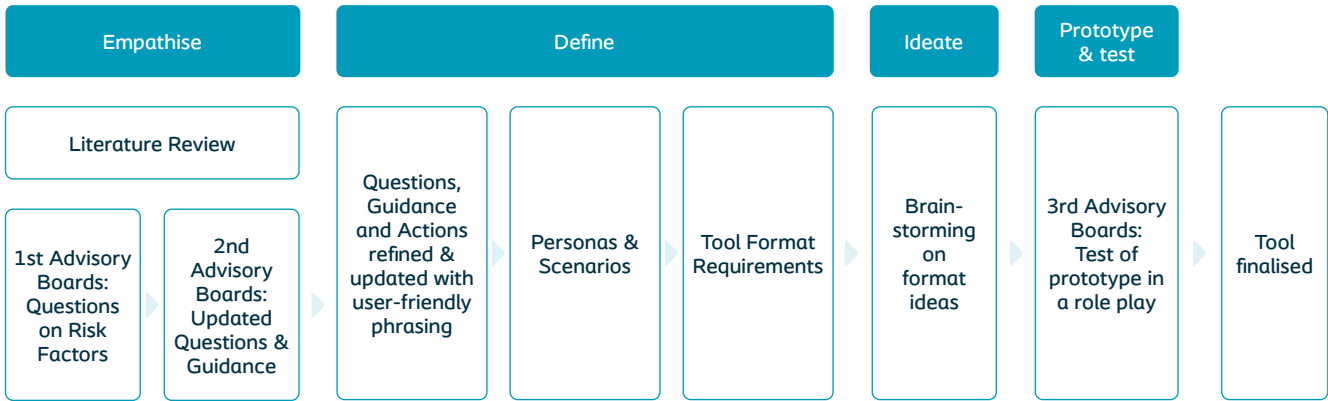 Empathise
Define
Ideate
Prototype
& test
Literature Review
1st Advisory
Boards:
Questions
on Risk
Factors
2nd
Advisory
Boards:
Updated
Questions &
Guidance
Questions,
Guidance
and Actions
refined &
updated with
user-friendly
phrasing
Personas &
Scenarios
Tool Format
Requirements
Brain-
storming
on
format
ideas
3rd Advisory
Boards:
Test of
prototype in
a role play
Tool
finalised